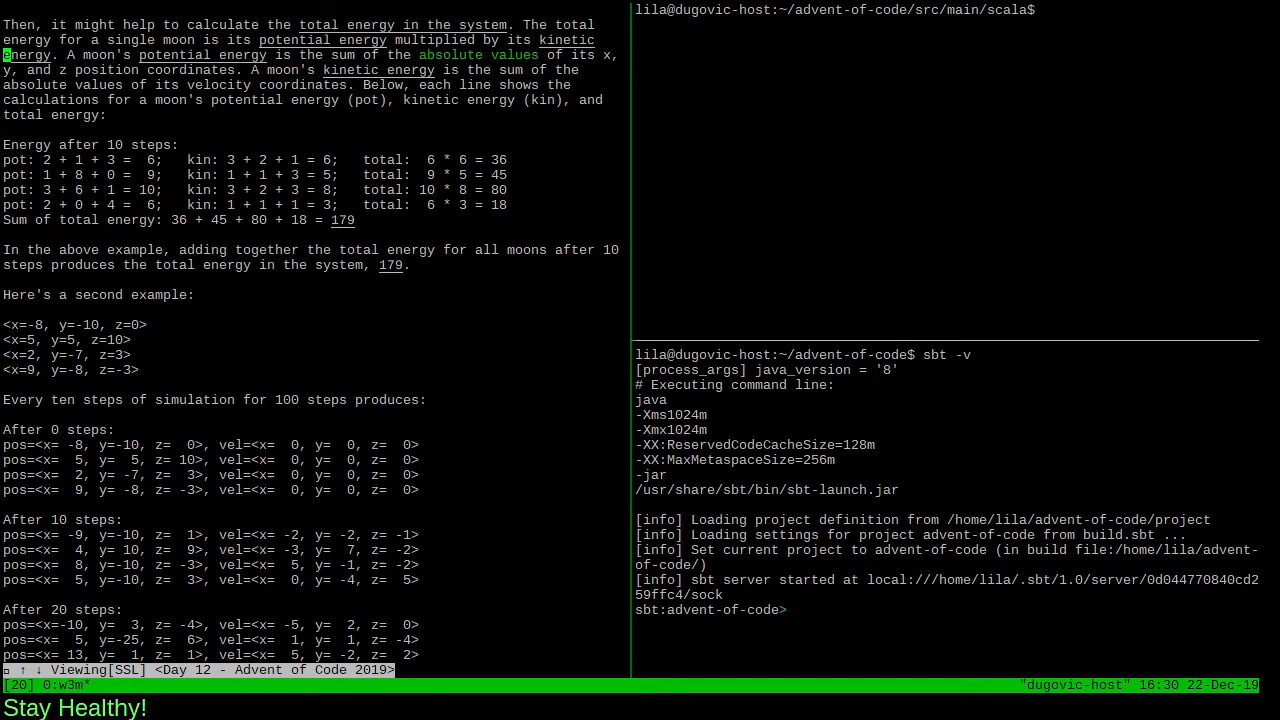 Then, it might help to calculate the total energy in the system. The total
energy for a single moon is its potential energy multiplied by its kinetic
energy. A moon's potential energy is the sum of the absolute values of its x,
y, and z position coordinates. A moon's kinetic energy is the sum of the
absolute values of its velocity coordinates. Below, each line shows the
calculations for a moon's potential energy (pot), kinetic energy (kin), and
total energy:
Energy after 10 steps:
pot: 2 + 1 + 3 =  6;   kin: 3 + 2 + 1 = 6;   total:  6 * 6 = 36
pot: 1 + 8 + 0 =  9;   kin: 1 + 1 + 3 = 5;   total:  9 * 5 = 45
pot: 3 + 6 + 1 = 10;   kin: 3 + 2 + 3 = 8;   total: 10 * 8 = 80
pot: 2 + 0 + 4 =  6;   kin: 1 + 1 + 1 = 3;   total:  6 * 3 = 18
Sum of total energy: 36 + 45 + 80 + 18 = 179
In the above example, adding together the total energy for all moons after 10
steps produces the total energy in the system, 179.
Here's a second example:
<x=-8, y=-10, z=0>
<x=5, y=5, z=10>
<x=2, y=-7, z=3>
<x=9, y=-8, z=-3>
Every ten steps of simulation for 100 steps produces:
After 0 steps:
pos=<x= -8, y=-10, z=  0>, vel=<x=  0, y=  0, z=  0>
pos=<x=  5, y=  5, z= 10>, vel=<x=  0, y=  0, z=  0>
pos=<x=  2, y= -7, z=  3>, vel=<x=  0, y=  0, z=  0>
pos=<x=  9, y= -8, z= -3>, vel=<x=  0, y=  0, z=  0>
After 10 steps:
pos=<x= -9, y=-10, z=  1>, vel=<x= -2, y= -2, z= -1>
pos=<x=  4, y= 10, z=  9>, vel=<x= -3, y=  7, z= -2>
pos=<x=  8, y=-10, z= -3>, vel=<x=  5, y= -1, z= -2>
pos=<x=  5, y=-10, z=  3>, vel=<x=  0, y= -4, z=  5>
After 20 steps:
pos=<x=-10, y=  3, z= -4>, vel=<x= -5, y=  2, z=  0>
pos=<x=  5, y=-25, z=  6>, vel=<x=  1, y=  1, z= -4>
pos=<x= 13, y=  1, z=  1>, vel=<x=  5, y= -2, z=  2>
↑ ↓ Viewing[SSL] <Day 12 - Advent of Code 2019>
lila@dugovic-host:~/advent-of-code/src/main/scala$
lila@dugovic-host:~/advent-of-code$ sbt -v
[process_args] java_version = '8'
# Executing command line:
java
-Xms1024m
-Xmx1024m
-XX:ReservedCodeCacheSize=128m
-XX:MaxMetaspaceSize=256m
-jar
/usr/share/sbt/bin/sbt-launch.jar
[info] Loading project definition from /home/lila/advent-of-code/project
[info] Loading settings for project advent-of-code from build.sbt ...
[info] Set current project to advent-of-code (in build file:/home/lila/advent-
of-code/)
[info] sbt server started at local:///home/lila/.sbt/1.0/server/0d044770840cd2
59ffc4/sock
sbt:advent-of-code>
[20] 0:w3m* "dugovic-host" 16:30 22-Dec-19
Stay Healthy!